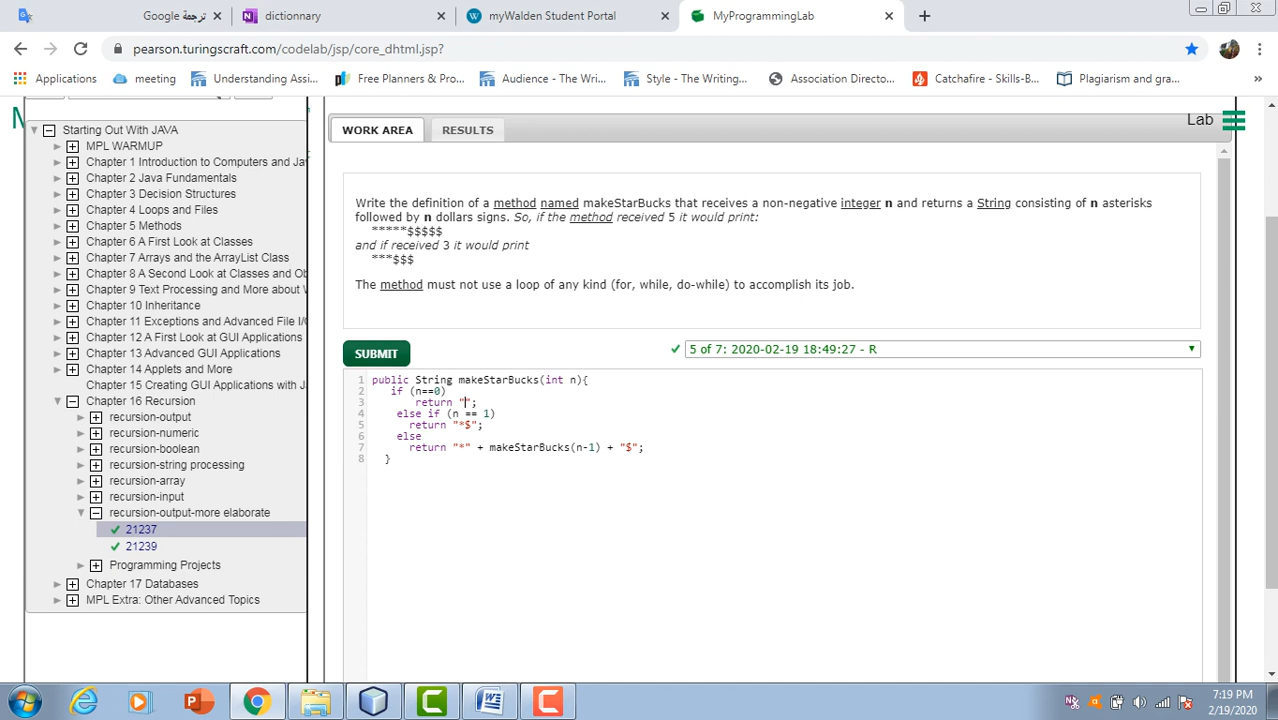 Google ترجمة
dictionnary
myWalden Student Portal
MyProgrammingLab
pearson.turingscraft.com/codelab/jsp/core_dhtml.jsp?
Applications
meeting
Understanding Assi...
Free Planners & Pro...
Audience - The Wri...
Style - The Writing...
Association Directo...
Catchafire - Skills-B...
Plagiarism and gra...
»
Lab
Starting Out With JAVA
MPL WARMUP
Chapter 1 Introduction to Computers and Jav
Chapter 2 Java Fundamentals
Chapter 3 Decision Structures
Chapter 4 Loops and Files
Chapter 5 Methods
Chapter 6 A First Look at Classes
Chapter 7 Arrays and the ArrayList Class
Chapter 8 A Second Look at Classes and Ob
Chapter 9 Text Processing and More about W
Chapter 10 Inheritance
Chapter 11 Exceptions and Advanced File I/O
Chapter 12 A First Look at GUI Applications
Chapter 13 Advanced GUI Applications
Chapter 14 Applets and More
Chapter 15 Creating GUI Applications with J
Chapter 16 Recursion
recursion-output
recursion-numeric
recursion-boolean
recursion-string processing
recursion-array
recursion-input
recursion-output-more elaborate
21237
21239
Programming Projects
Chapter 17 Databases
MPL Extra: Other Advanced Topics
WORK AREA
RESULTS
Write the definition of a method named makeStarBucks that receives a non-negative integer n and returns a String consisting of n asterisks
followed by n dollars signs. So, if the method received 5 it would print:
*****$$$$$
and if received 3 it would print
***$$$
The method must not use a loop of any kind (for, while, do-while) to accomplish its job.
SUBMIT
5 of 7: 2020-02-19 18:49:27 - R
1 public String makeStarBucks(int n){
2 if (n==0)
3 return "";
4 else if (n == 1)
5 return "*$";
6 else
7 return "*" + makeStarBucks(n-1) + "$";
8 }
7:19 PM
2/19/2020